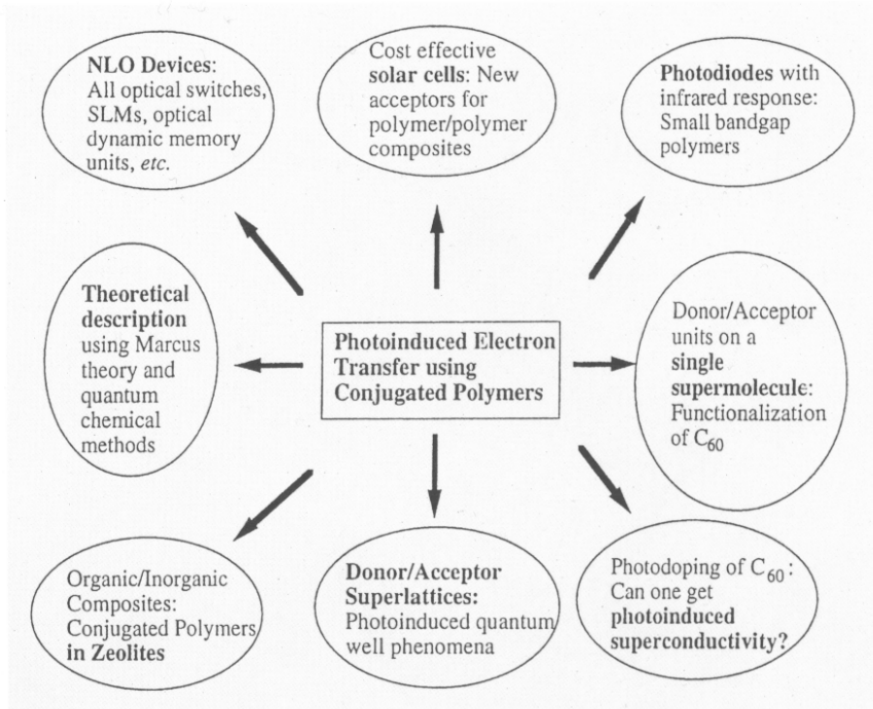 NLO Devices:
All optical switches,
SLMs, optical
dynamic memory
units, etc.
Cost effective
solar cells: New
acceptors for
polymer/polymer
composites
Photodiodes with
infrared response:
Small bandgap
polymers
Theoretical
description
using Marcus
theory and
quantum
chemical
methods
Photoinduced Electron
Transfer using
Conjugated Polymers
Donor/Acceptor
units on a
single
supermolecule:
Functionalization
of C60
Organic/Inorganic
Composites:
Conjugated Polymers
in Zeolites
Donor/Acceptor
Superlattices:
Photoinduced quantum
well phenomena
Photodoping of C60:
Can one get
photoinduced
superconductivity?